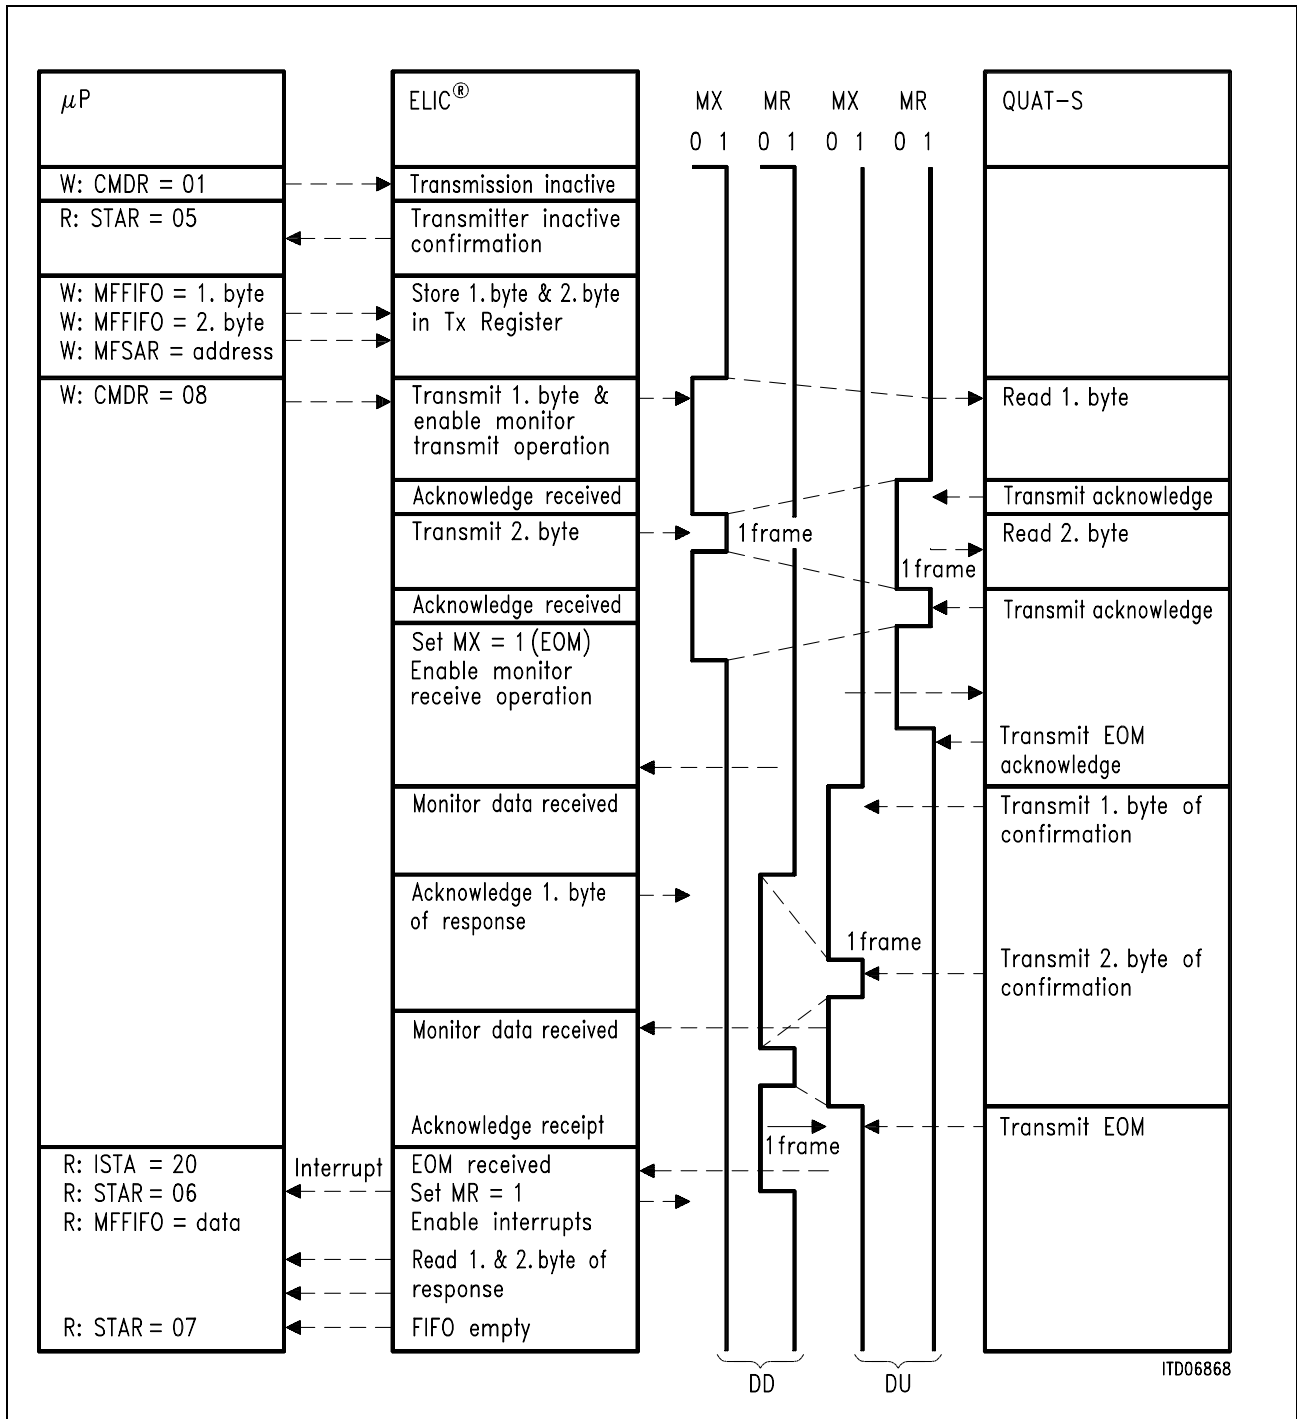 μP
ELIC®
MX MR MX MR
QUAT-S
0 1 0 1 0 1 0 1
W: CMDR = 01
Transmission inactive
R: STAR = 05
Transmitter inactive
confirmation
W: MFFIFO = 1. byte
W: MFFIFO = 2. byte
W: MFSAR = address
Store 1. byte & 2. byte
in Tx Register
W: CMDR = 08
Transmit 1. byte &
enable monitor
transmit operation
Read 1. byte
Acknowledge received
Transmit acknowledge
Transmit 2. byte
1 frame
Read 2. byte
1 frame
Acknowledge received
Transmit acknowledge
Set MX = 1 (EOM)
Enable monitor
receive operation
Transmit EOM
acknowledge
Monitor data received
Transmit 1. byte of
confirmation
Acknowledge 1. byte
of response
1 frame
Transmit 2. byte of
confirmation
Monitor data received
Acknowledge receipt
Transmit EOM
1 frame
R: ISTA = 20
R: STAR = 06
R: MFFIFO = data
Interrupt
EOM received
Set MR = 1
Enable interrupts
Read 1. & 2. byte of
response
R: STAR = 07
FIFO empty
DD
DU
ITD06868